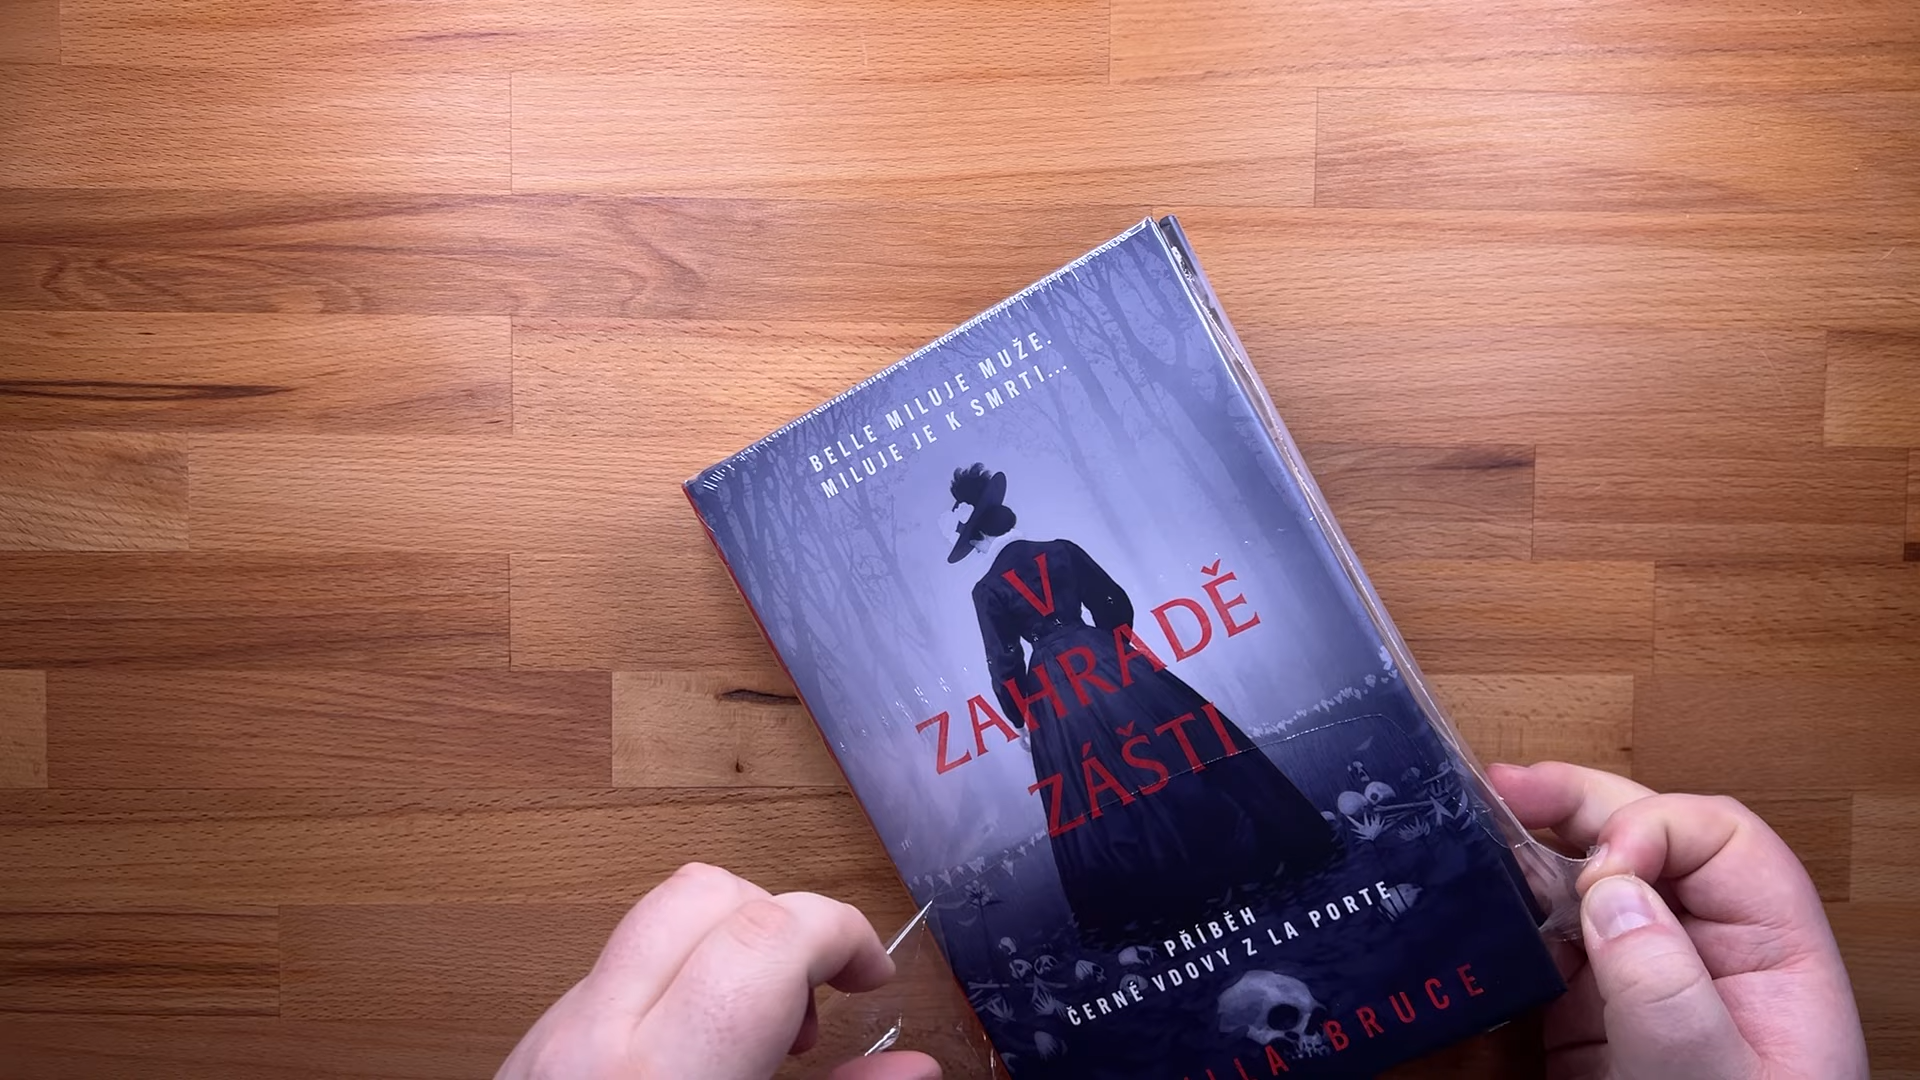 BELLE MILUJE MUŽE.
MILUJE JE K SMRTI...
V
ZAHRADĚ
ZÁŠTI
PŘÍBĚH
ČERNÉ VDOVY Z LA PORTE
BRUCE